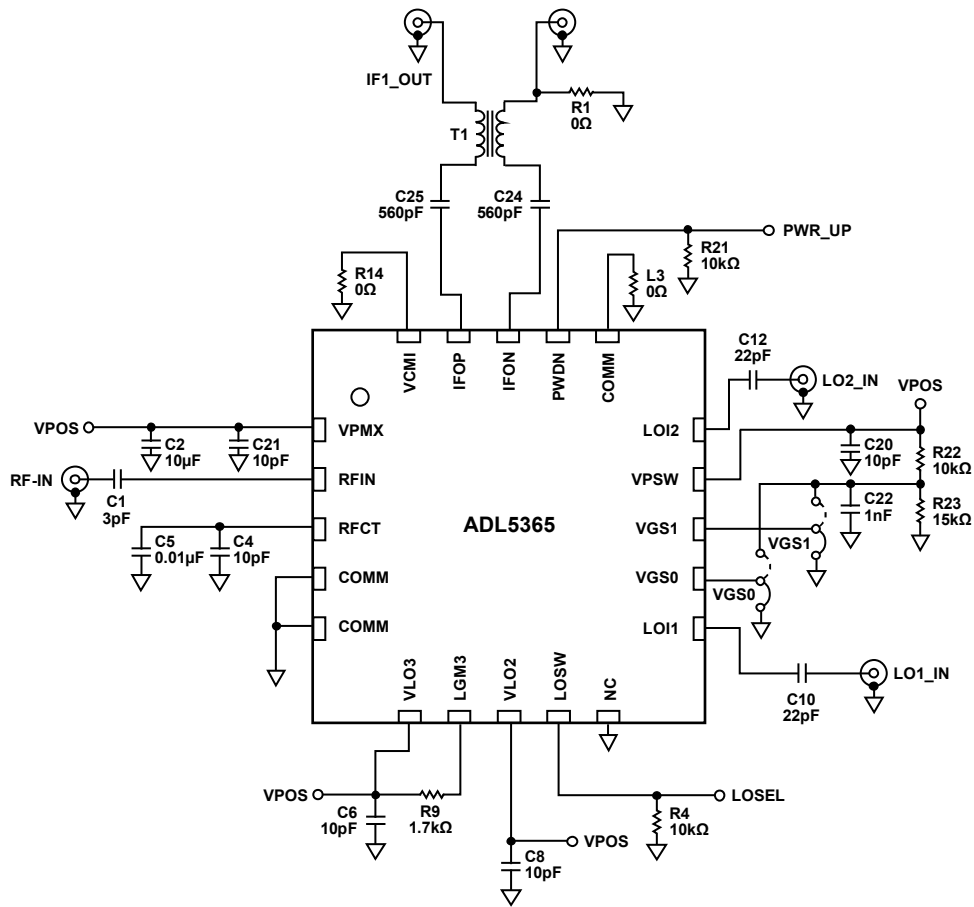 IF1_OUT
R1
0Ω
T1
C25
560pF
C24
560pF
PWR_UP
R21
10kΩ
R14
0Ω
L3
0Ω
VCMI
IFOP
IFON
PWDN
COMM
C12
22pF
LO2_IN
VPOS
VPOS
C2
10µF
C21
10pF
VPMX
LOI2
C20
10pF
R22
10kΩ
RF-IN
C1
3pF
RFIN
VPSW
C22
1nF
R23
15kΩ
ADL5365
C5
0.01µF
C4
10pF
RFCT
VGS1
VGS1
COMM
VGS0
VGS0
COMM
LOI1
LO1_IN
C10
22pF
VLO3
LGM3
VLO2
LOSW
NC
VPOS
C6
10pF
R9
1.7kΩ
LOSEL
R4
10kΩ
VPOS
C8
10pF